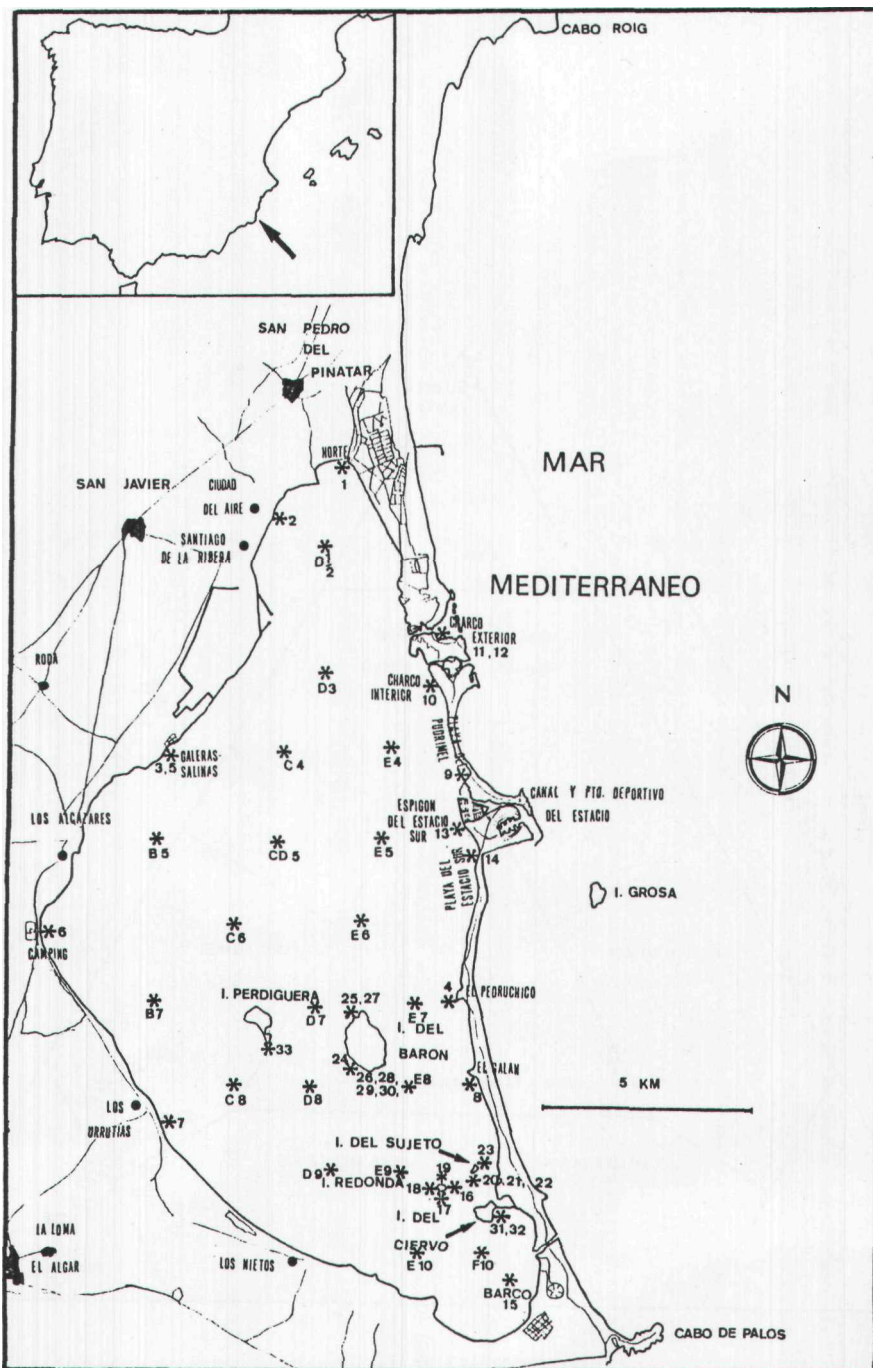 CABO ROIG
SAN PEDRO
DEL
PINATAR
NORTE
1
SAN JAVIER
CIUDAD
DEL AIRE
2
SANTIAGO
DE LA RIBERA
D1/2
MAR
MEDITERRANEO
CHARCO
EXTERIOR
11, 12
RODA
D3
CHARCO
INTERIOR
10
N
GALERAS-
SALINAS
3,5
C4
E4
PUDRIMEL
9
CANAL Y PTO. DEPORTIVO
DEL ESTACIO
ESPIGON
DEL ESTACIO
SUR
13
LOS ALCAZARES
B5
CD5
E5
14
PLAYA DEL
ESTACIO SUR
I. GROSA
6
CAMPING
C6
E6
B7
I. PERDIGUERA
D7
25,27
E7
4
EL PEDRUCHICO
I. DEL
BARON
33
24
26,28,
29,30,
E8
EL GALAN
8
5 KM
C8
D8
LOS
URRUTIAS
7
I. DEL SUJETO
23
D9
E9
19
20,21, 22
I. REDONDA
18
16
17
I. DEL
CIERVO
31,32
LA LOMA
EL ALGAR
LOS NIETOS
E10
F10
BARCO
15
CABO DE PALOS